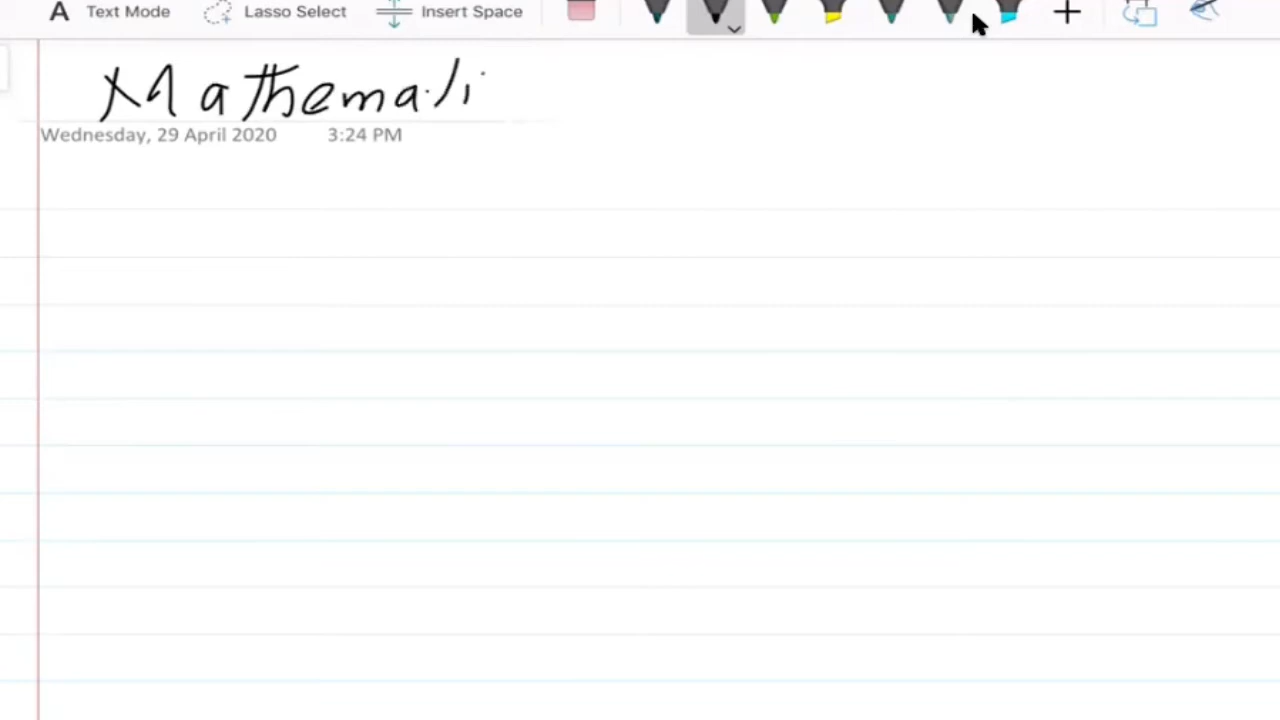 A Text Mode Lasso Select Insert Space
Mathemati
Wednesday, 29 April 2020 3:24 PM